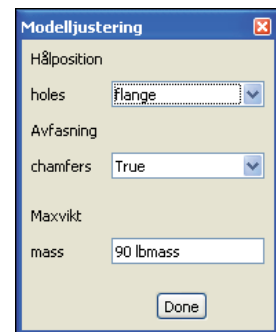 Modelljustering
Hålposition
holes flange
Avfasning
chamfers True
Maxvikt
mass 90 lbmass
Done